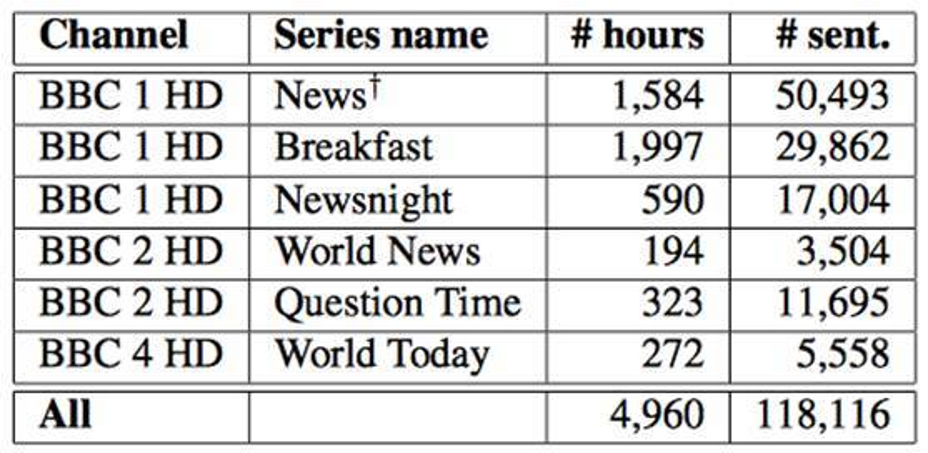 Channel Series name # hours # sent.
BBC 1 HD News† 1,584 50,493
BBC 1 HD Breakfast 1,997 29,862
BBC 1 HD Newsnight 590 17,004
BBC 2 HD World News 194 3,504
BBC 2 HD Question Time 323 11,695
BBC 4 HD World Today 272 5,558
All 4,960 118,116